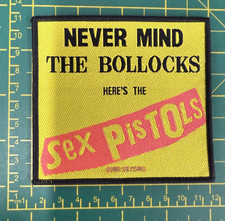 NEVER MIND
THE BOLLOCKS
HERE'S THE
Sex PisTOls